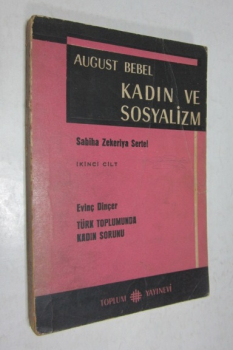 AUGUST BEBEL
KADIN VE
SOSYALİZM
Sabiha Zekeriya Sertel
İKİNCİ CİLT
Evinç Dinçer
TÜRK TOPLUMUNDA
KADIN SORUNU
TOPLUM YAYINEVİ